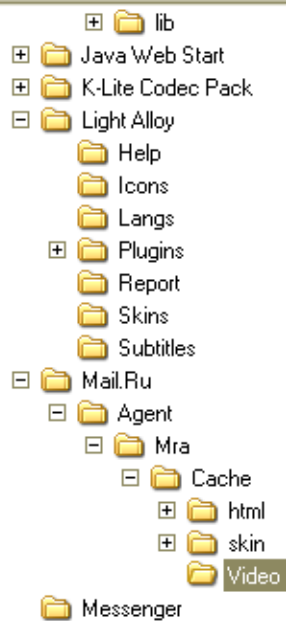 lib
Java Web Start
K-Lite Codec Pack
Light Alloy
Help
Icons
Langs
Plugins
Report
Skins
Subtitles
Mail.Ru
Agent
Mra
Cache
html
skin
Video
Messenger